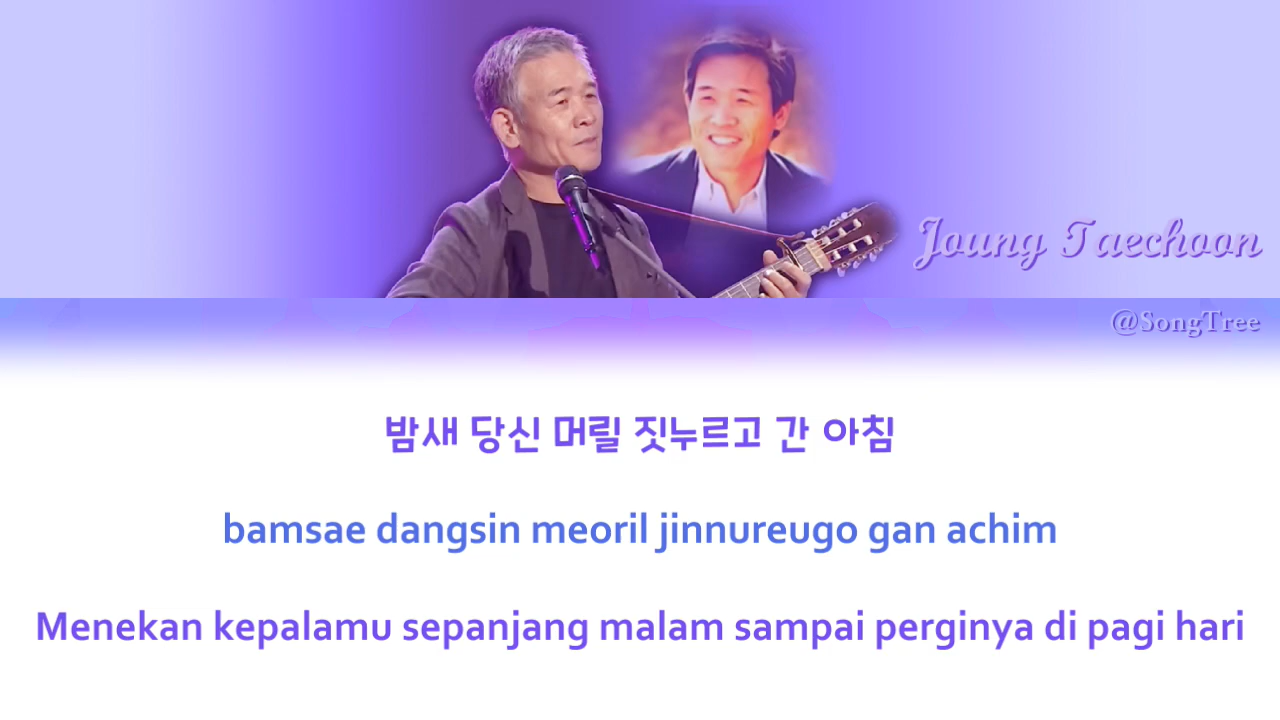 Joung Taechoon
@SongTree
밤새 당신 머릴 짓누르고 간 아침
bamsae dangsin meoril jinnureugo gan achim
Menekan kepalamu sepanjang malam sampai perginya di pagi hari